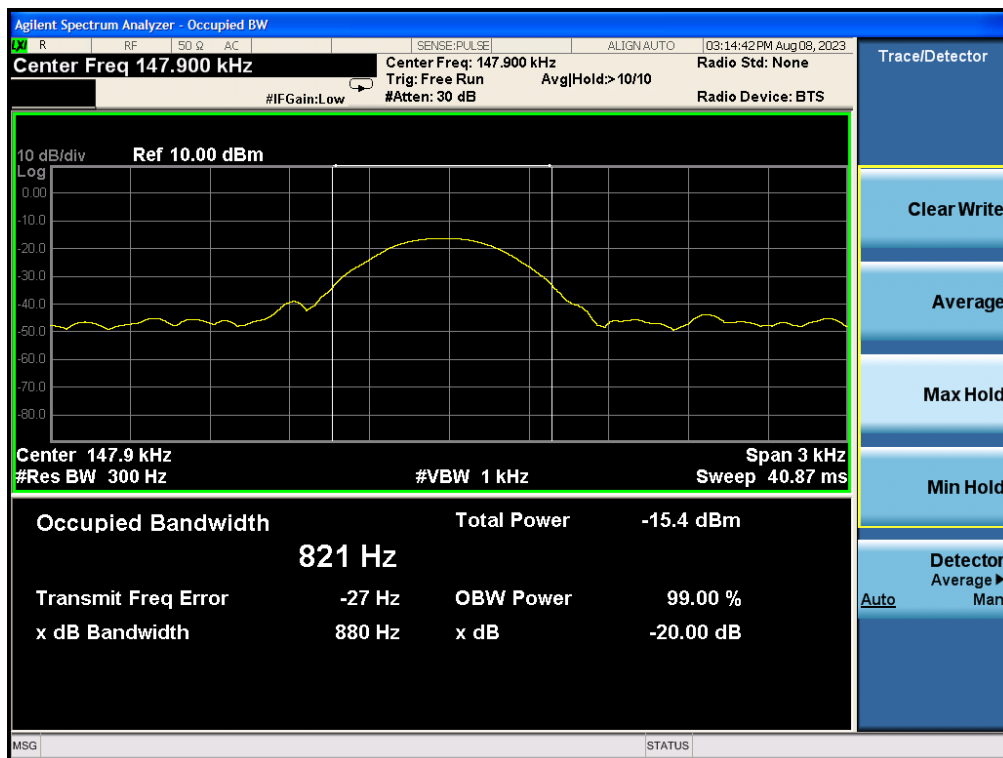 Agilent Spectrum Analyzer - Occupied BW
LXI R RF 50 Ω AC SENSE:PULSE ALIGN AUTO 03:14:42 PM Aug 08, 2023
Center Freq 147.900 kHz
Center Freq: 147.900 kHz Radio Std: None
Trig: Free Run Avg|Hold:>10/10
#IFGain:Low #Atten: 30 dB Radio Device: BTS
Trace/Detector
10 dB/div Ref 10.00 dBm
Log
0.00
-10.0
-20.0
-30.0
-40.0
-50.0
-60.0
-70.0
-80.0
Center 147.9 kHz Span 3 kHz
#Res BW 300 Hz #VBW 1 kHz Sweep 40.87 ms
Occupied Bandwidth Total Power -15.4 dBm
821 Hz
Transmit Freq Error -27 Hz OBW Power 99.00 %
x dB Bandwidth 880 Hz x dB -20.00 dB
Clear Write
Average
Max Hold
Min Hold
Detector
Average▶
Auto Man
MSG STATUS